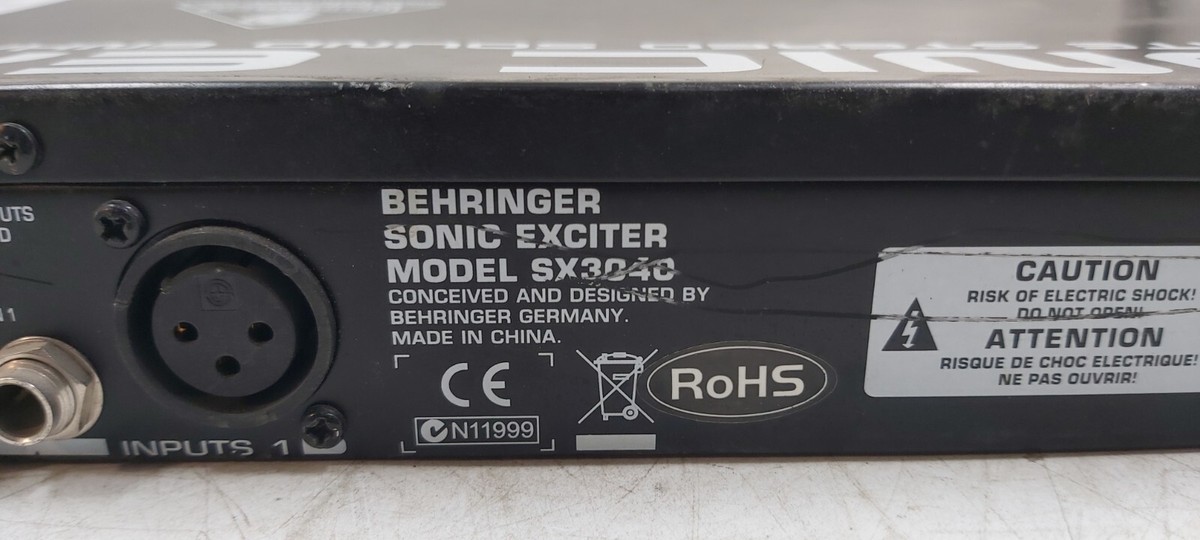 BEHRINGER
SONIC EXCITER
MODEL SX3040
CONCEIVED AND DESIGNED BY
BEHRINGER GERMANY.
MADE IN CHINA.
CE
N11999
RoHS
INPUTS 1
CAUTION
RISK OF ELECTRIC SHOCK!
DO NOT OPEN!
ATTENTION
RISQUE DE CHOC ELECTRIQUE!
NE PAS OUVRIR!